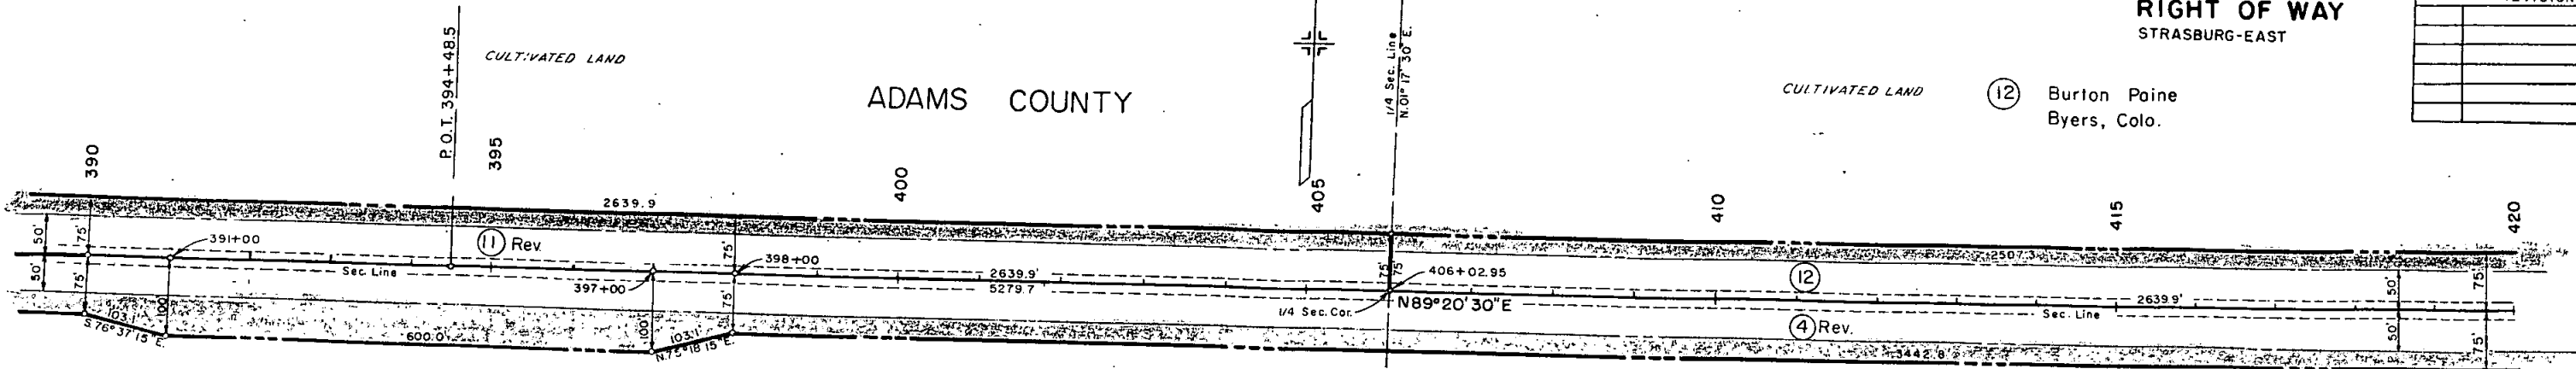 RIGHT OF WAY
STRASBURG-EAST
CULTIVATED LAND
P.O.T. 394+48.5
ADAMS COUNTY
1/4 Sec. Line
N.01° 17' 30" E.
CULTIVATED LAND
12 Burton Paine
Byers, Colo.
390
395
400
405
410
415
420
2639.9
50'
75'
391+00
11 Rev.
75'
398+00
Sec. Line
397+00
2639.9'
5279.7
75'
75'
406+02.95
N89°20'30"E
1/4 Sec. Cor.
12
2507.3
2639.9'
Sec. Line
4 Rev.
50'
75'
50'
75'
50'
75'
100'
103.1
S.76° 37' 15" E.
600.0'
100'
103.1
N.75° 18' 15" E.
75'
3442.8'